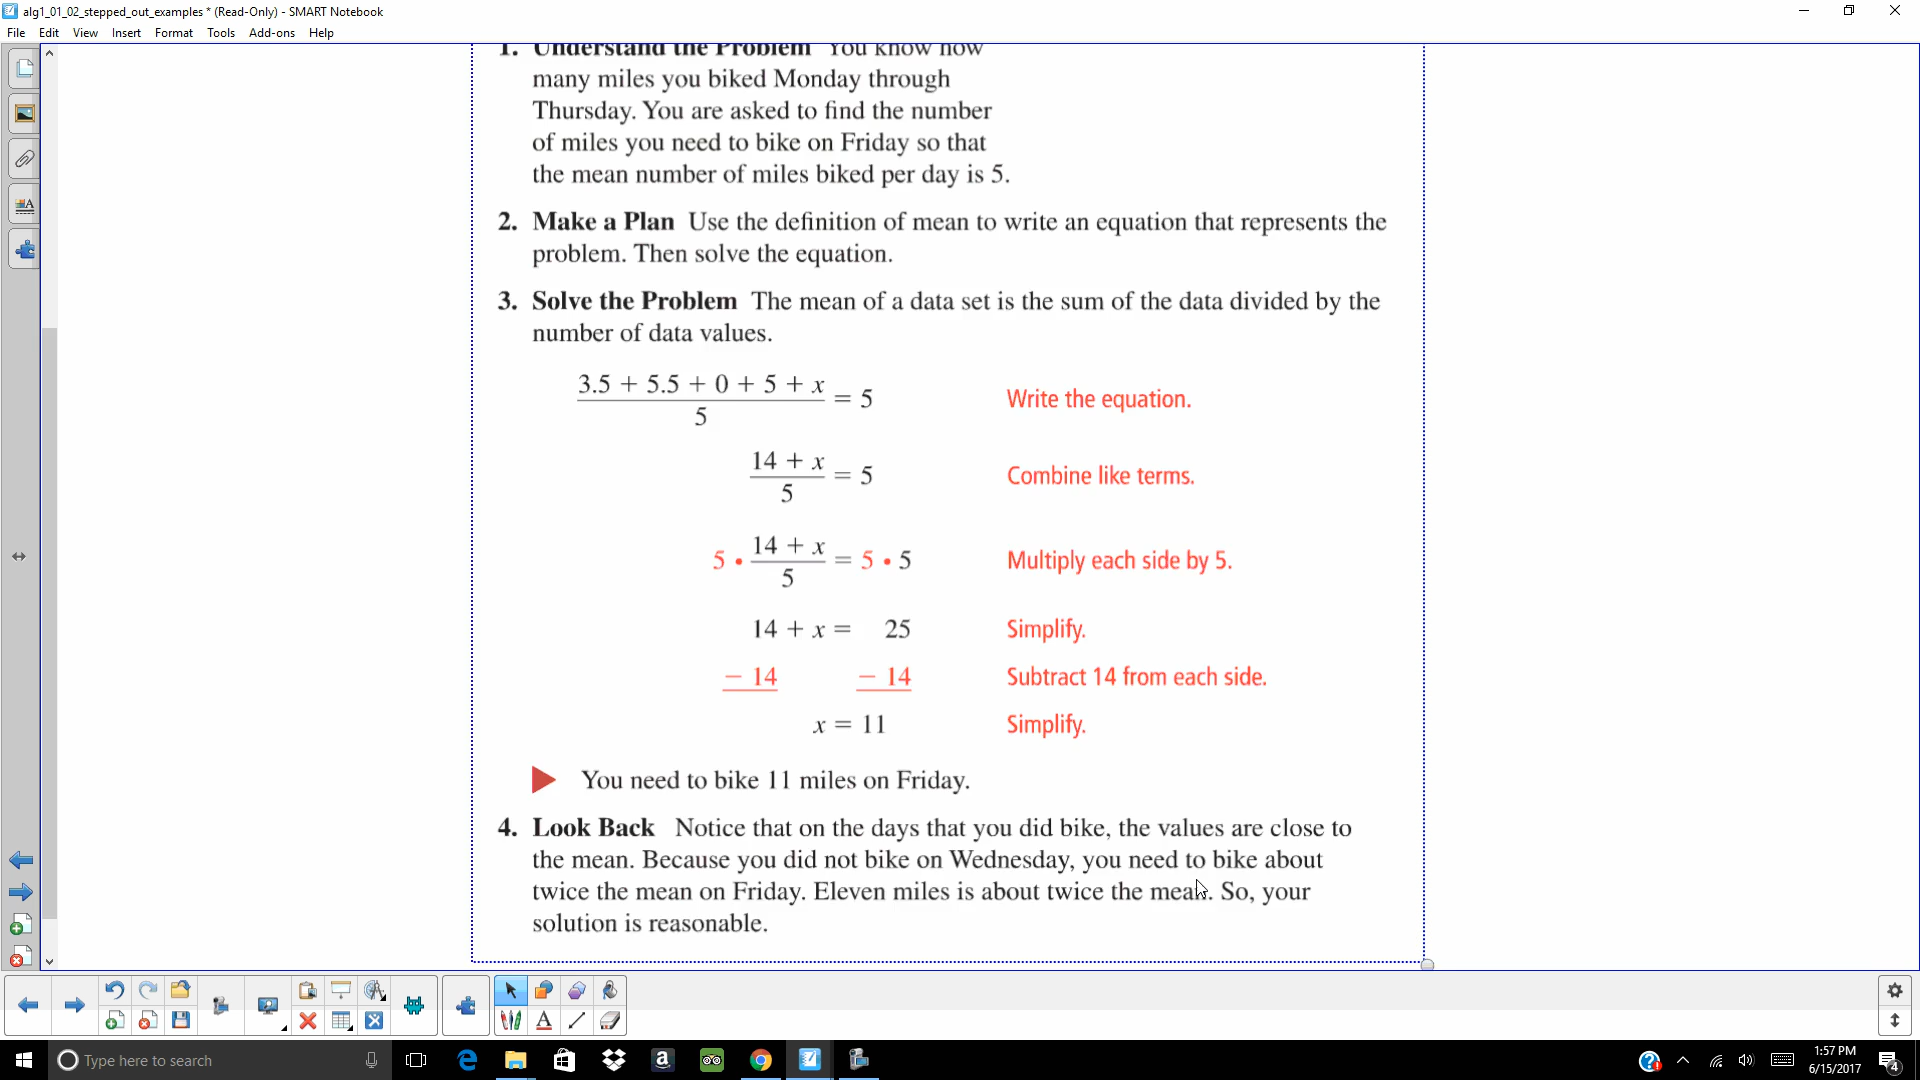 alg1_01_02_stepped_out_examples * (Read-Only) - SMART Notebook
File Edit View Insert Format Tools Add-ons Help
1. Understand the Problem You know how
many miles you biked Monday through
Thursday. You are asked to find the number
of miles you need to bike on Friday so that
the mean number of miles biked per day is 5.
2. Make a Plan Use the definition of mean to write an equation that represents the
problem. Then solve the equation.
3. Solve the Problem The mean of a data set is the sum of the data divided by the
number of data values.
3.5 + 5.5 + 0 + 5 + x
= 5 Write the equation.
5
14 + x
= 5 Combine like terms.
5
5 • 14 + x = 5 • 5 Multiply each side by 5.
5
14 + x = 25 Simplify.
− 14 − 14 Subtract 14 from each side.
x = 11 Simplify.
You need to bike 11 miles on Friday.
4. Look Back Notice that on the days that you did bike, the values are close to
the mean. Because you did not bike on Wednesday, you need to bike about
twice the mean on Friday. Eleven miles is about twice the mean. So, your
solution is reasonable.
Type here to search
1:57 PM
6/15/2017
4